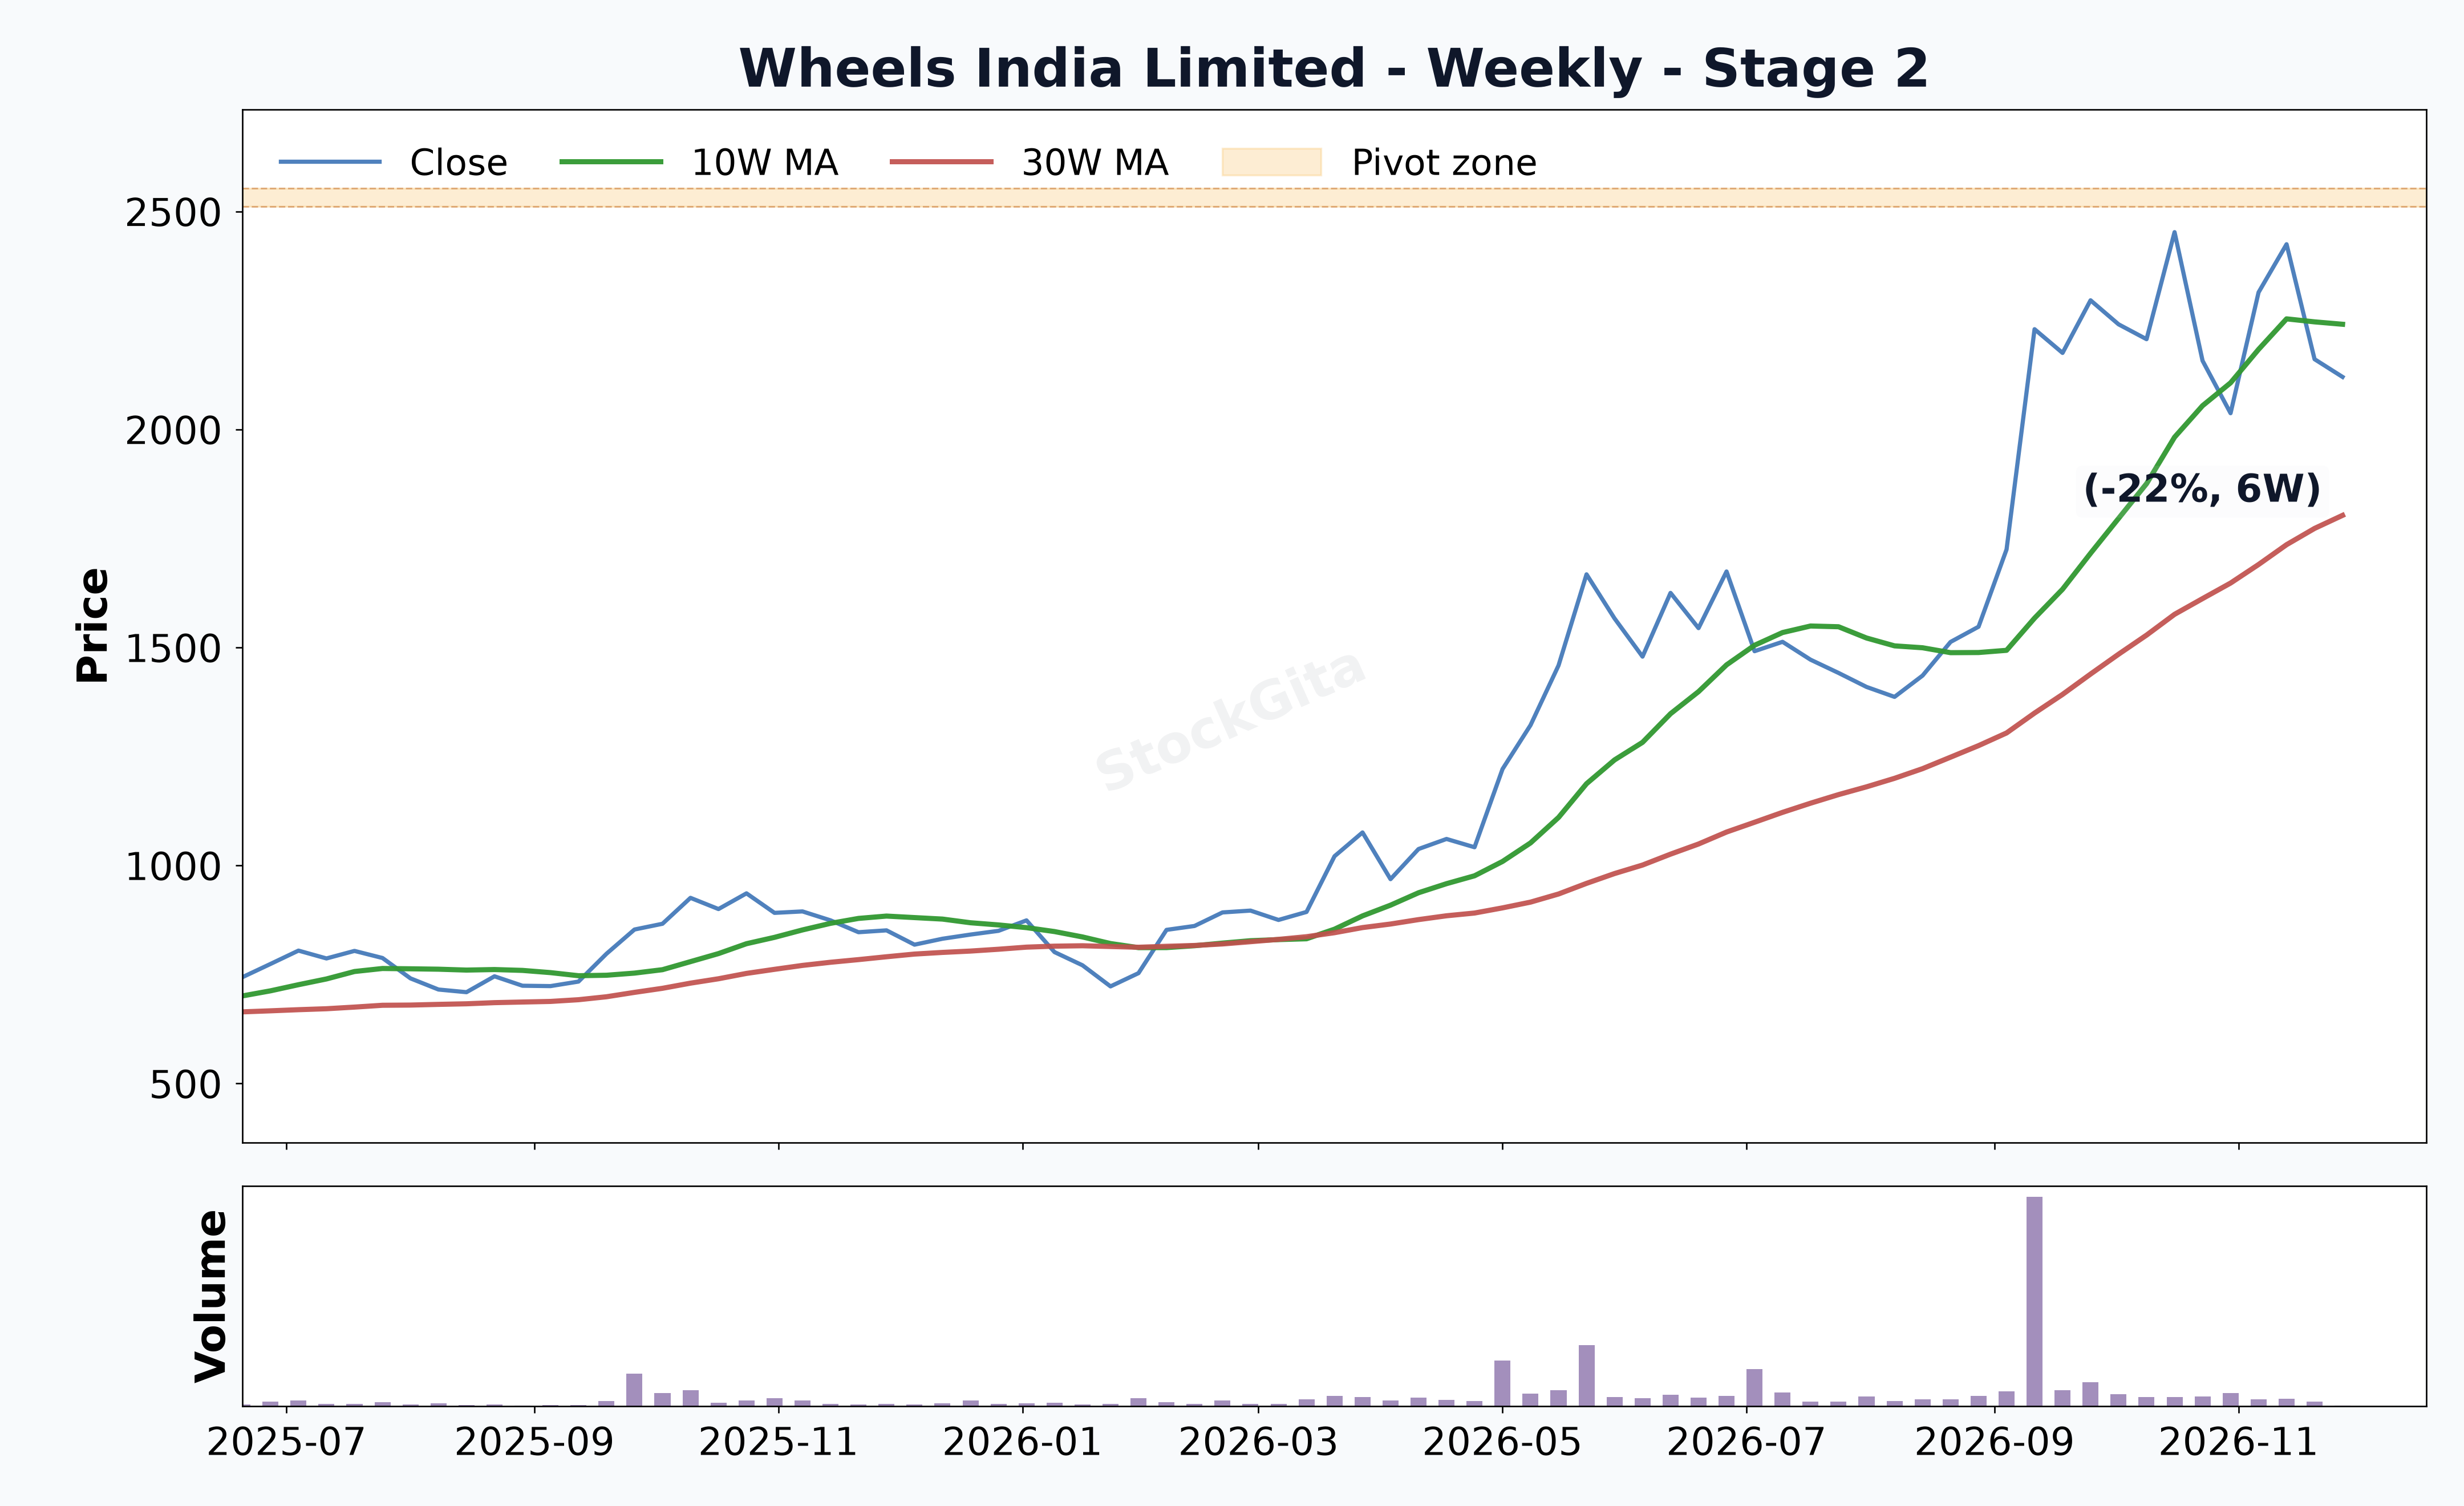 Wheels India Limited - Weekly - Stage 2
Close 10W MA 30W MA Pivot zone
2500
2000
1500
1000
500
Price
(-22%, 6W)
StockGita
Volume
2025-07 2025-09 2025-11 2026-01 2026-03 2026-05 2026-07 2026-09 2026-11